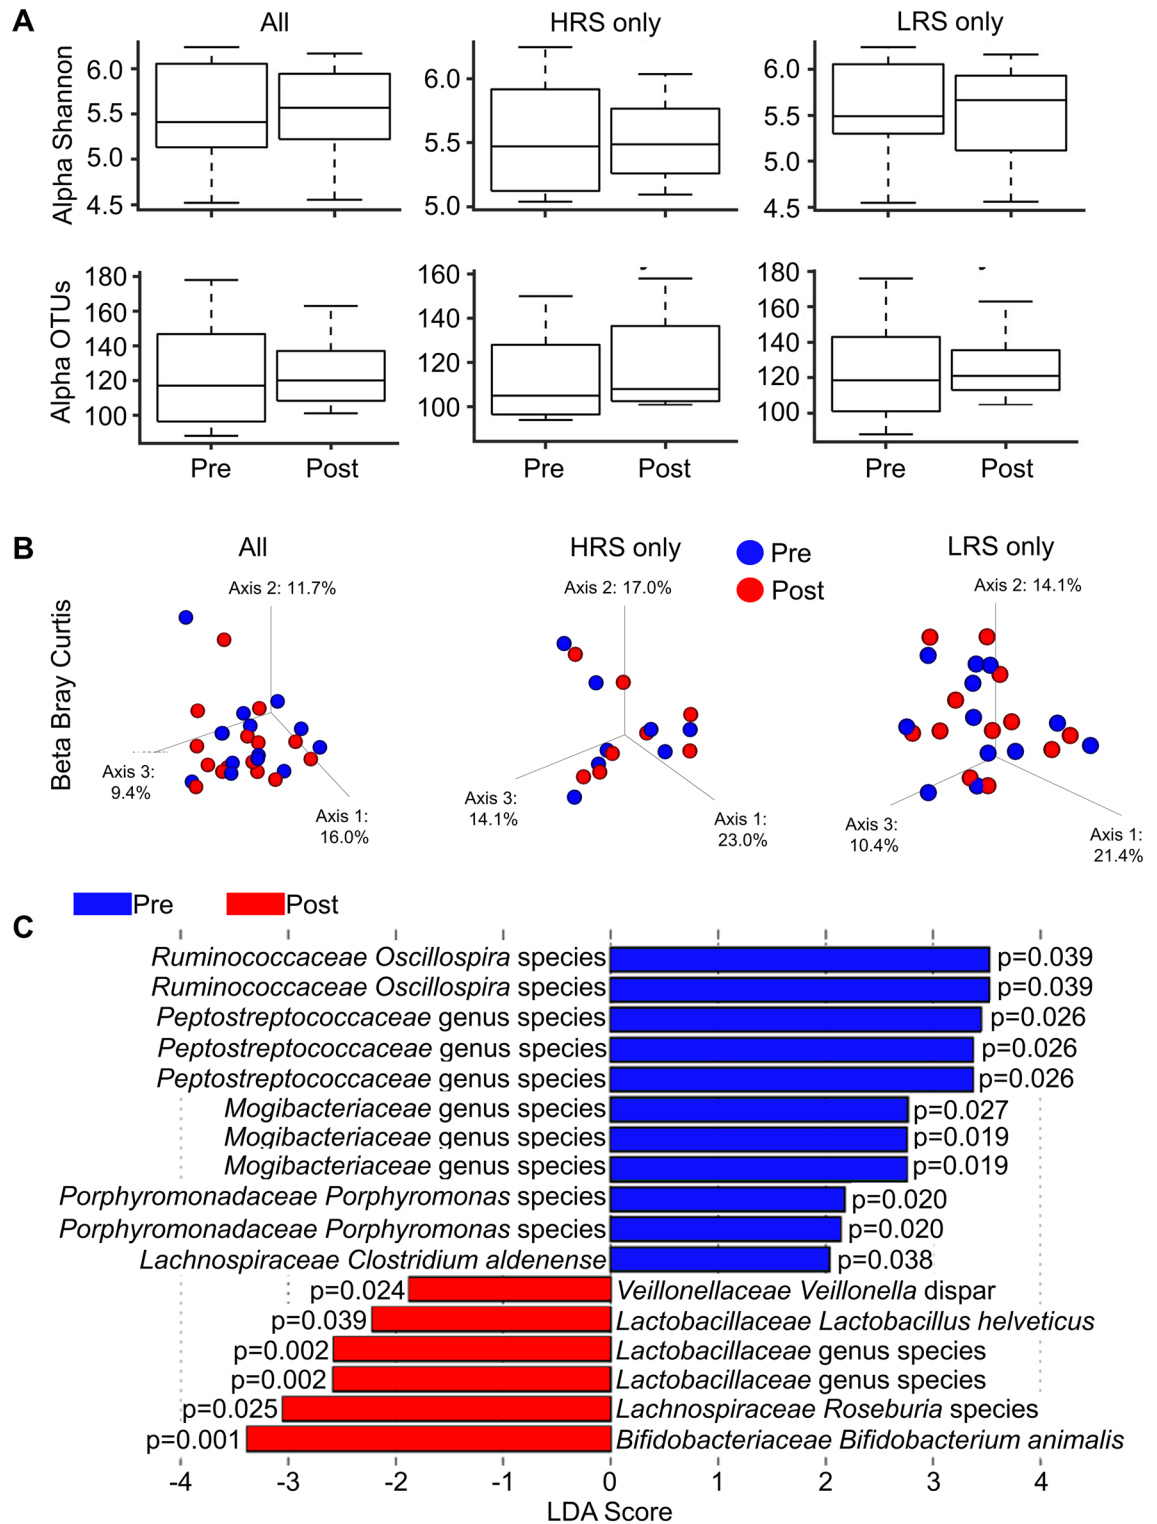 A
All
HRS only
LRS only
Alpha Shannon
6.0
5.5
5.0
4.5
6.0
5.5
5.0
6.0
5.5
5.0
4.5
Alpha OTUs
180
160
140
120
100
160
140
120
100
180
160
140
120
100
Pre
Post
Pre
Post
Pre
Post
B
All
HRS only
Pre
Post
LRS only
Beta Bray Curtis
Axis 2: 11.7%
Axis 3:
9.4%
Axis 1:
16.0%
Axis 2: 17.0%
Axis 3:
14.1%
Axis 1:
23.0%
Axis 2: 14.1%
Axis 3:
10.4%
Axis 1:
21.4%
Pre
Post
C
Ruminococcaceae Oscillospira species p=0.039
Ruminococcaceae Oscillospira species p=0.039
Peptostreptococcaceae genus species p=0.026
Peptostreptococcaceae genus species p=0.026
Peptostreptococcaceae genus species p=0.026
Mogibacteriaceae genus species p=0.027
Mogibacteriaceae genus species p=0.019
Mogibacteriaceae genus species p=0.019
Porphyromonadaceae Porphyromonas species p=0.020
Porphyromonadaceae Porphyromonas species p=0.020
Lachnospiraceae Clostridium aldenense p=0.038
p=0.024 Veillonellaceae Veillonella dispar
p=0.039 Lactobacillaceae Lactobacillus helveticus
p=0.002 Lactobacillaceae genus species
p=0.002 Lactobacillaceae genus species
p=0.025 Lachnospiraceae Roseburia species
p=0.001 Bifidobacteriaceae Bifidobacterium animalis
-4 -3 -2 -1 0 1 2 3 4
LDA Score